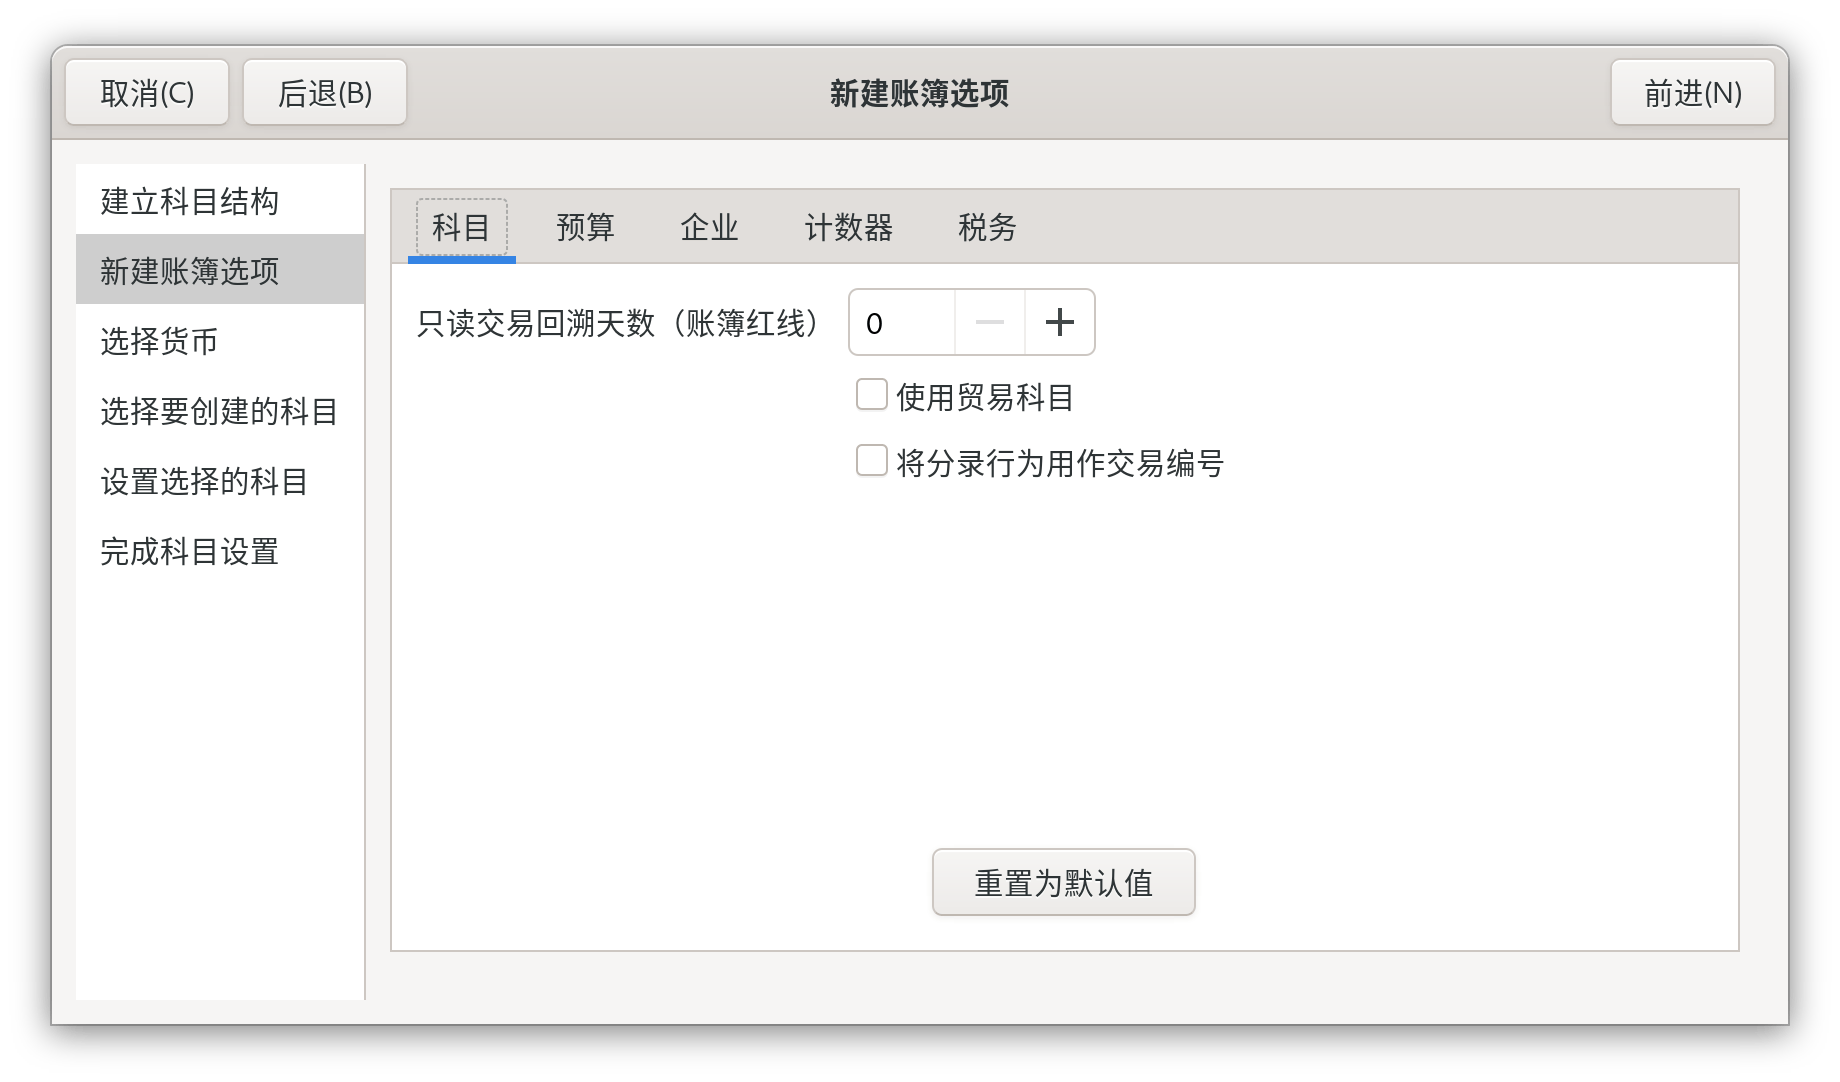 取消(C)
后退(B)
新建账簿选项
前进(N)
建立科目结构
新建账簿选项
选择货币
选择要创建的科目
设置选择的科目
完成科目设置
科目 预算 企业 计数器 税务
只读交易回溯天数（账簿红线） 0
使用贸易科目
将分录行为用作交易编号
重置为默认值